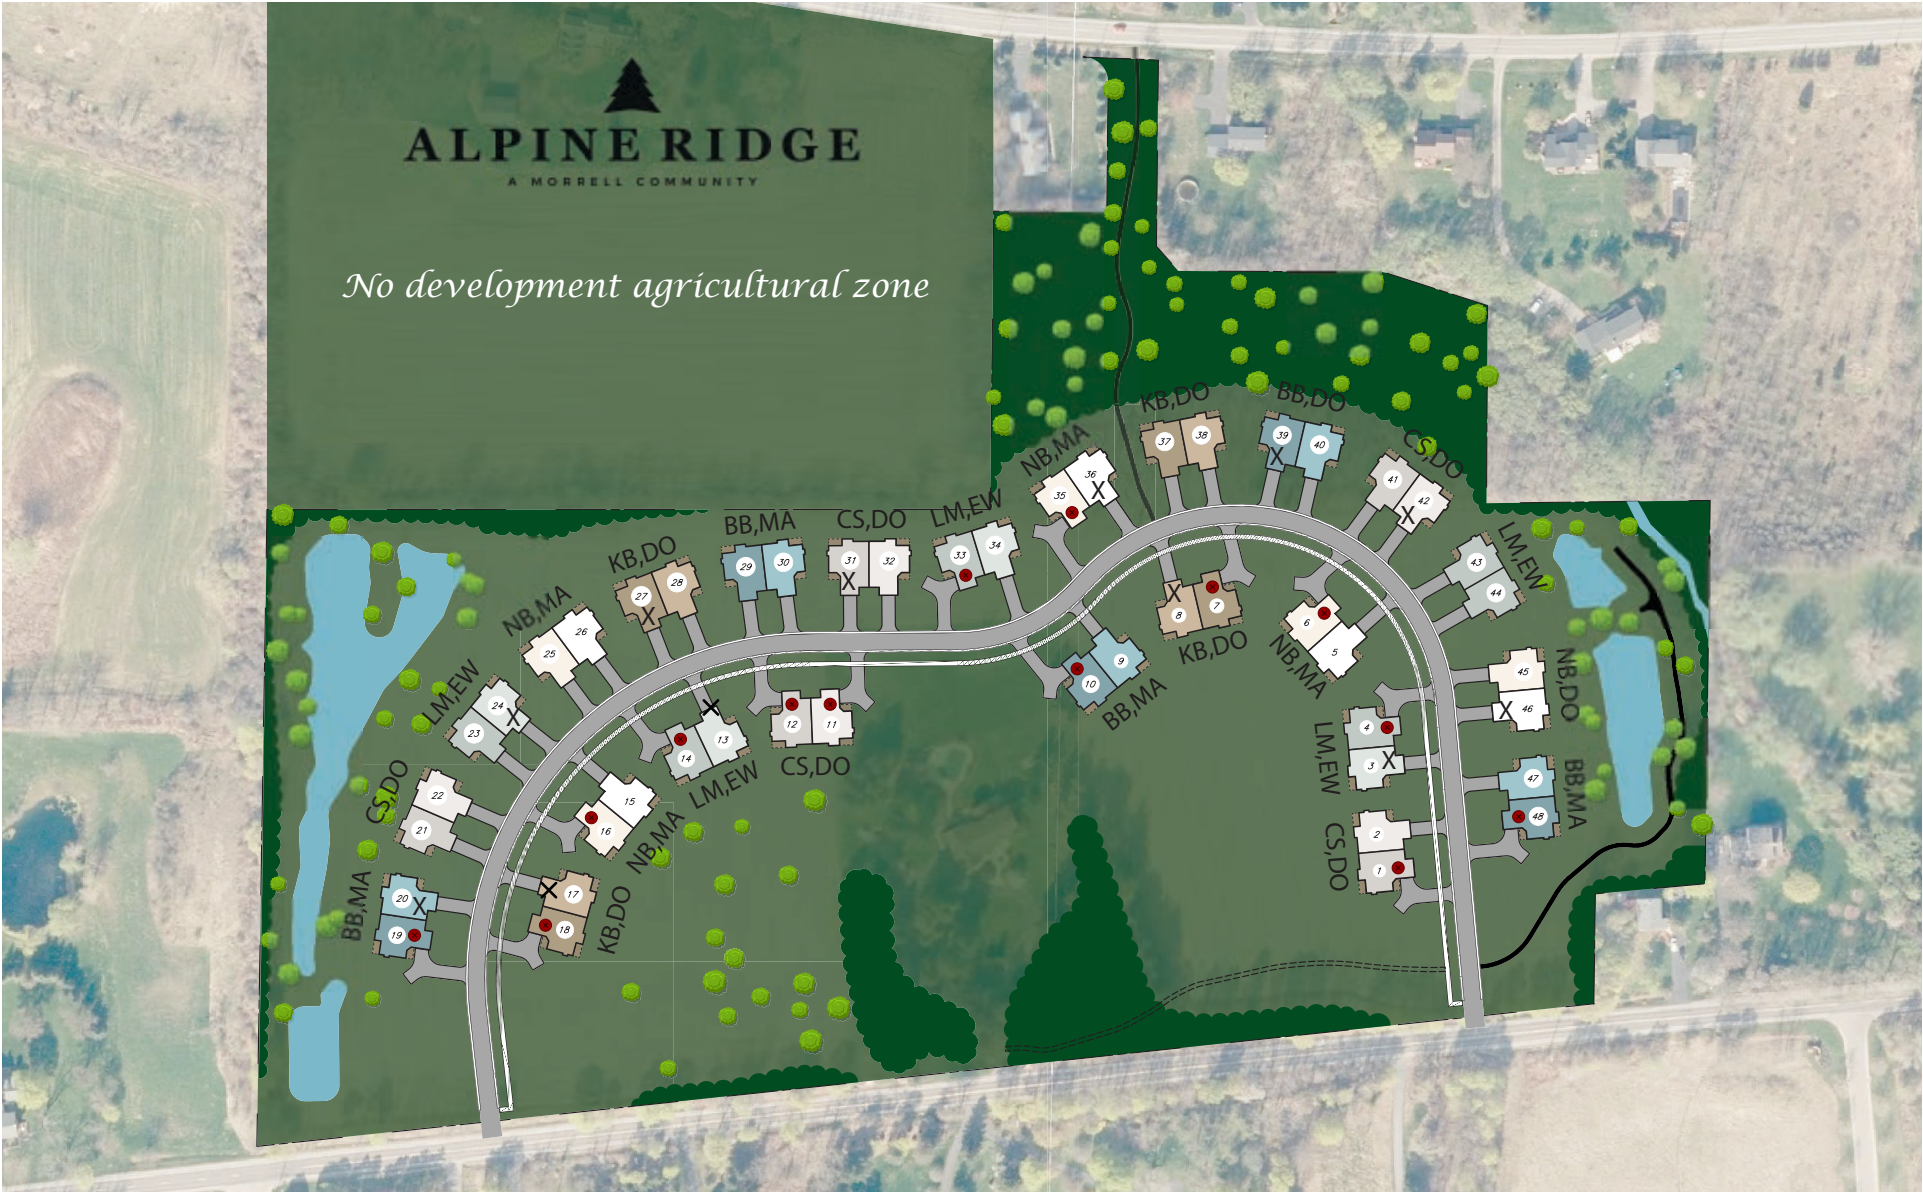 ALPINE RIDGE
A MORRELL COMMUNITY
No development agricultural zone
KB,DO
37
38
BB,DO
39
X
40
CS,DO
41
42
X
NB,MA
35
36
X
LM,EW
33
34
CS,DO
31
X
32
BB,MA
29
30
KB,DO
27
X
28
NB,MA
25
26
LM,EW
24
X
23
CS,DO
22
21
BB,MA
20
X
19
LM,EW
43
44
NB,DO
45
X
46
BB,MA
47
48
X
8
7
KB,DO
6
5
NB,MA
9
10
BB,MA
4
3
X
LM,EW
2
1
CS,DO
12
11
CS,DO
X
13
14
LM,EW
15
16
NB,MA
X
17
18
KB,DO